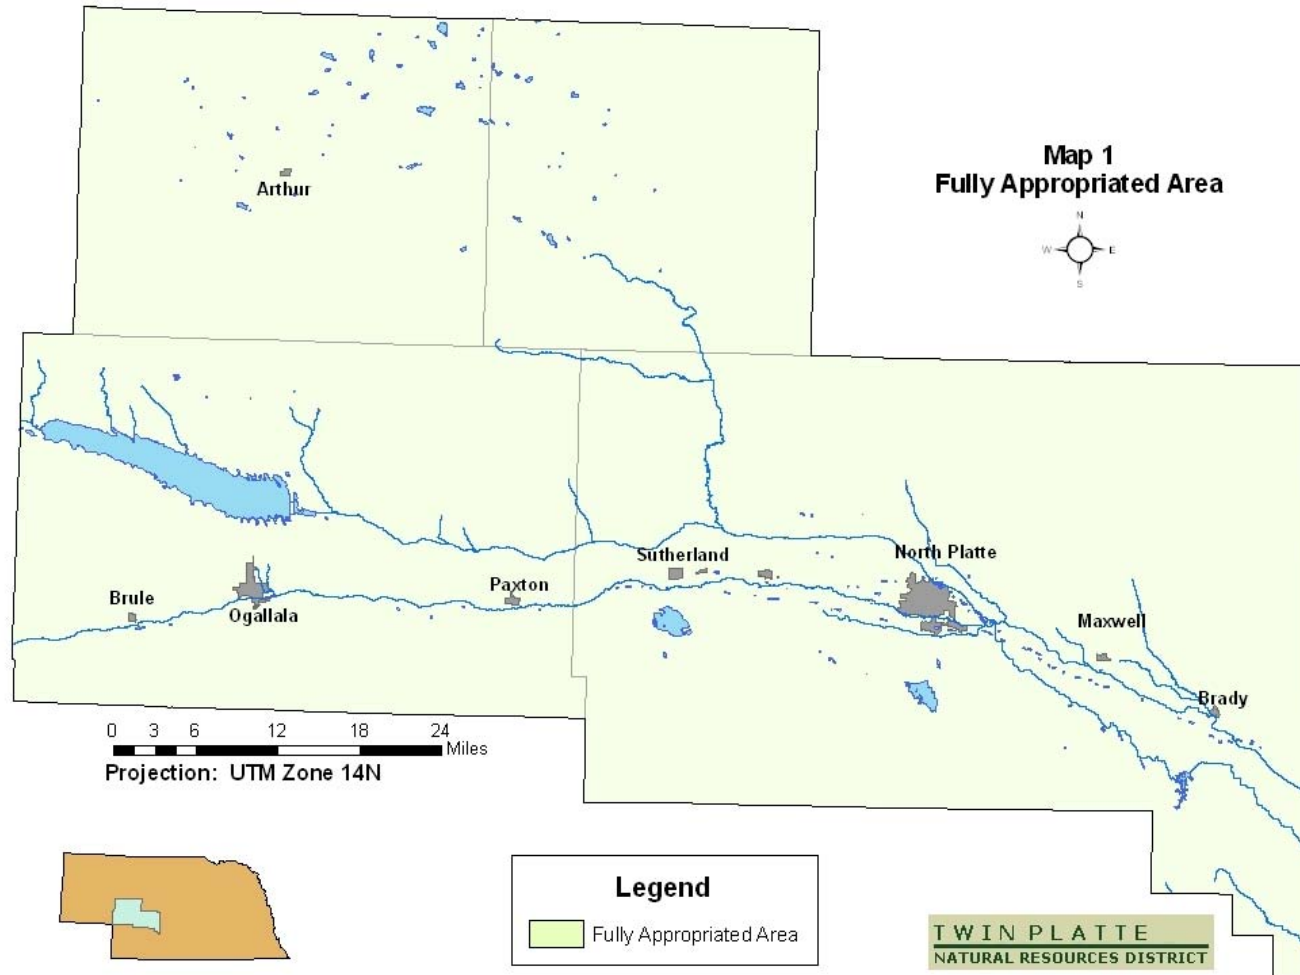 Map 1
Fully Appropriated Area
N
W E
S
Arthur
Sutherland
North Platte
Paxton
Brule
Ogallala
Maxwell
Brady
0 3 6 12 18 24
Miles
Projection: UTM Zone 14N
Legend
Fully Appropriated Area
TWIN PLATTE
NATURAL RESOURCES DISTRICT